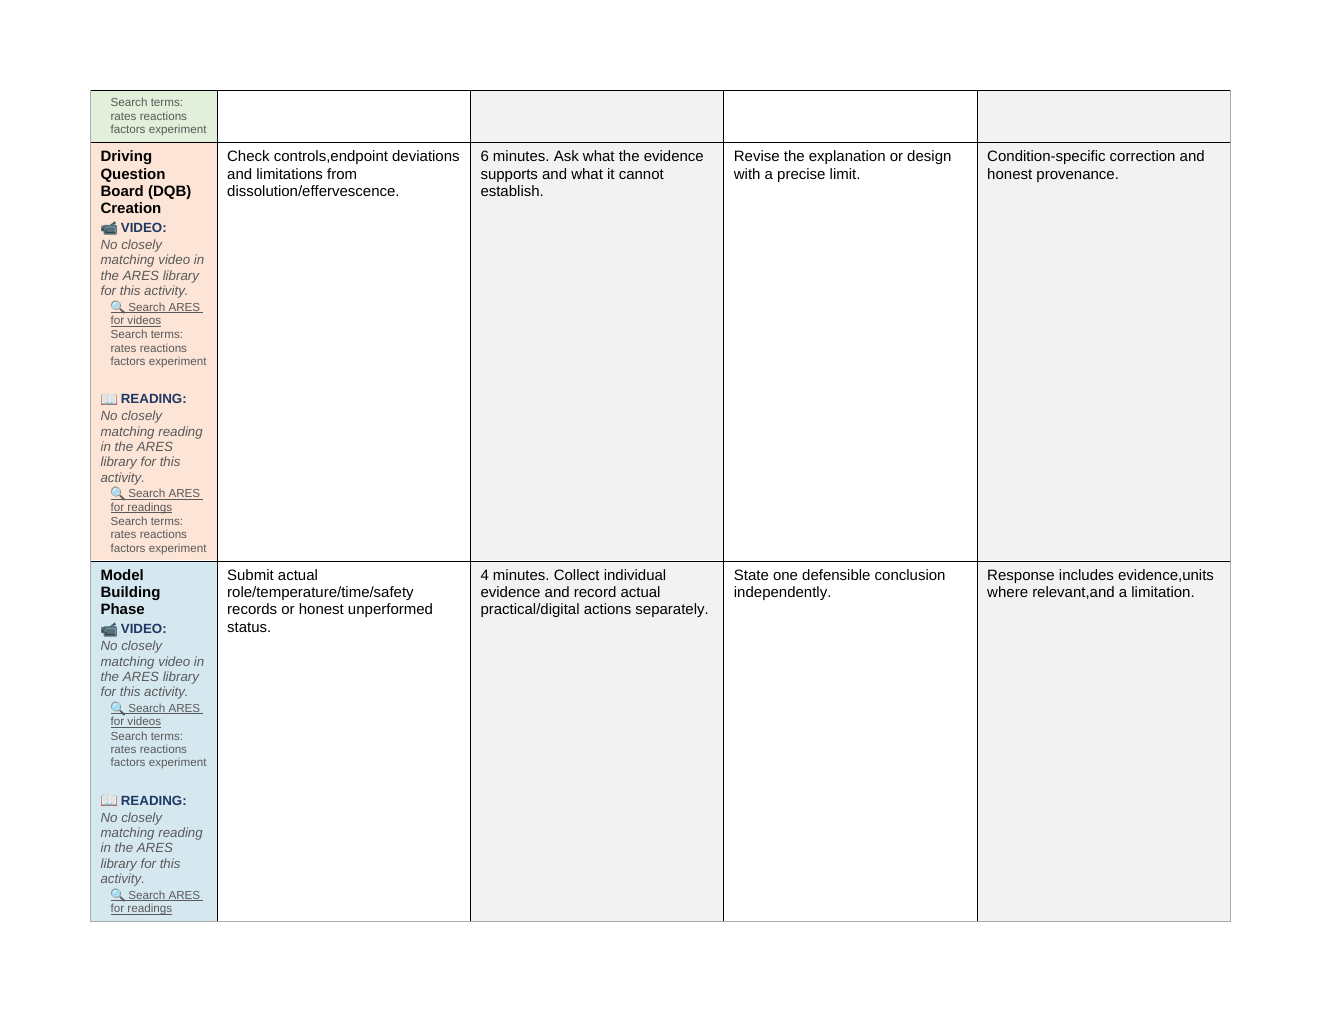 Search terms:
rates reactions
factors experiment
Driving
Question
Board (DQB)
Creation
📹 VIDEO:
No closely
matching video in
the ARES library
for this activity.
🔍 Search ARES
for videos
Search terms:
rates reactions
factors experiment
📖 READING:
No closely
matching reading
in the ARES
library for this
activity.
🔍 Search ARES
for readings
Search terms:
rates reactions
factors experiment
Check controls,endpoint deviations
and limitations from
dissolution/effervescence.
6 minutes. Ask what the evidence
supports and what it cannot
establish.
Revise the explanation or design
with a precise limit.
Condition-specific correction and
honest provenance.
Model
Building
Phase
📹 VIDEO:
No closely
matching video in
the ARES library
for this activity.
🔍 Search ARES
for videos
Search terms:
rates reactions
factors experiment
📖 READING:
No closely
matching reading
in the ARES
library for this
activity.
🔍 Search ARES
for readings
Submit actual
role/temperature/time/safety
records or honest unperformed
status.
4 minutes. Collect individual
evidence and record actual
practical/digital actions separately.
State one defensible conclusion
independently.
Response includes evidence,units
where relevant,and a limitation.